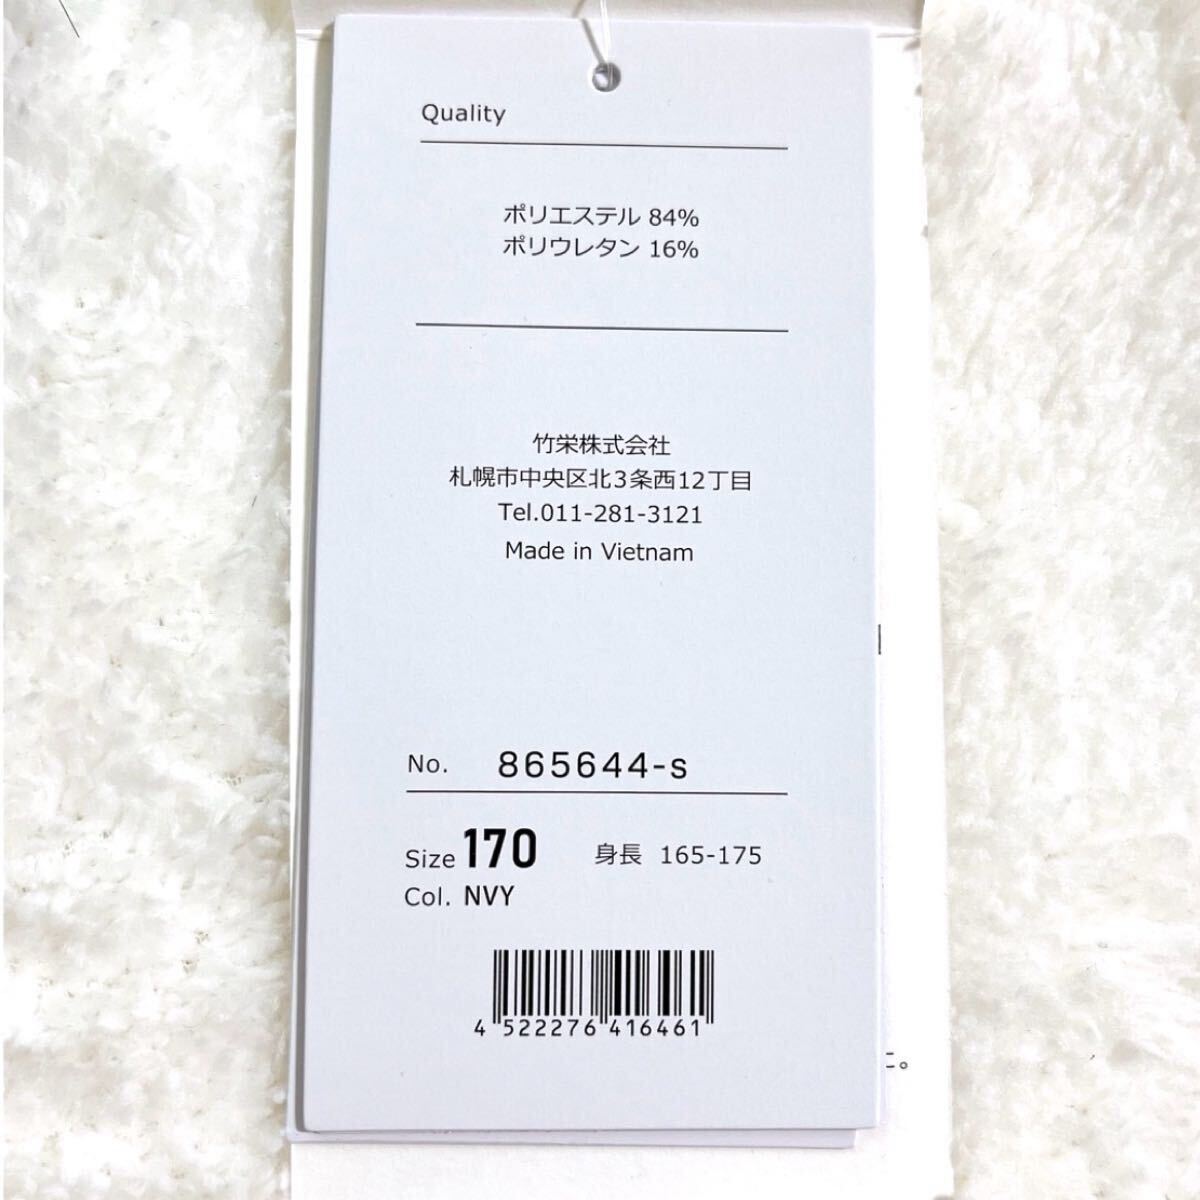 Quality
ポリエステル 84%
ポリウレタン 16%
竹栄株式会社
札幌市中央区北3条西12丁目
Tel.011-281-3121
Made in Vietnam
No. 865644-s
Size 170 身長 165-175
Col. NVY
4 522276 416461